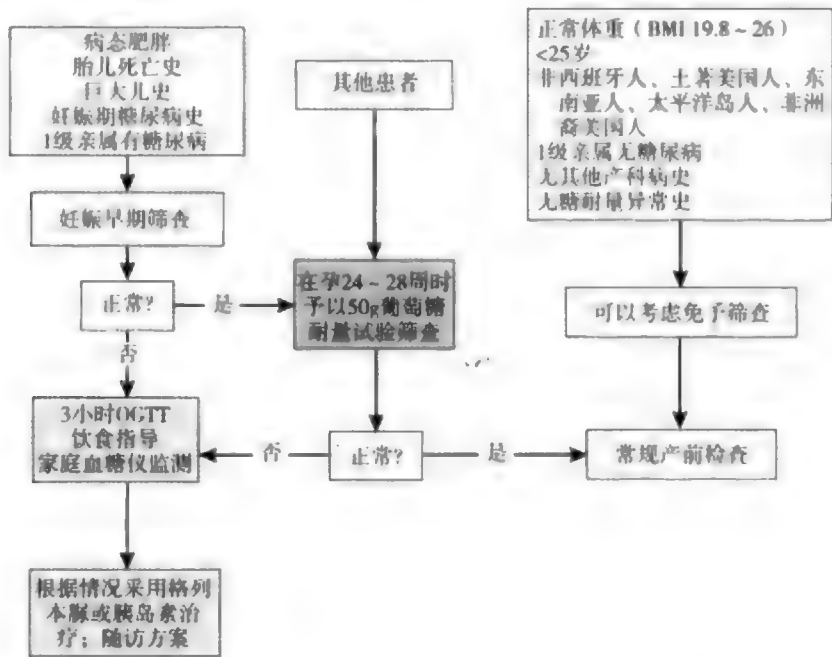 病态肥胖
胎儿死亡史
巨大儿史
妊娠期糖尿病史
1级亲属有糖尿病
其他患者
正常体重（BMI 19.8～26）
<25岁
非西班牙人、土著美国人、东
南亚人、太平洋岛人、非洲
裔美国人
1级亲属无糖尿病
无其他产科病史
无糖耐量异常史
妊娠早期筛查
正常?
是
在孕24～28周时
予以50g葡萄糖
耐量试验筛查
可以考虑免予筛查
否
3小时OGTT
饮食指导
家庭血糖仪监测
否
正常?
是
常规产前检查
根据情况采用格列
本脲或胰岛素治
疗；随访方案